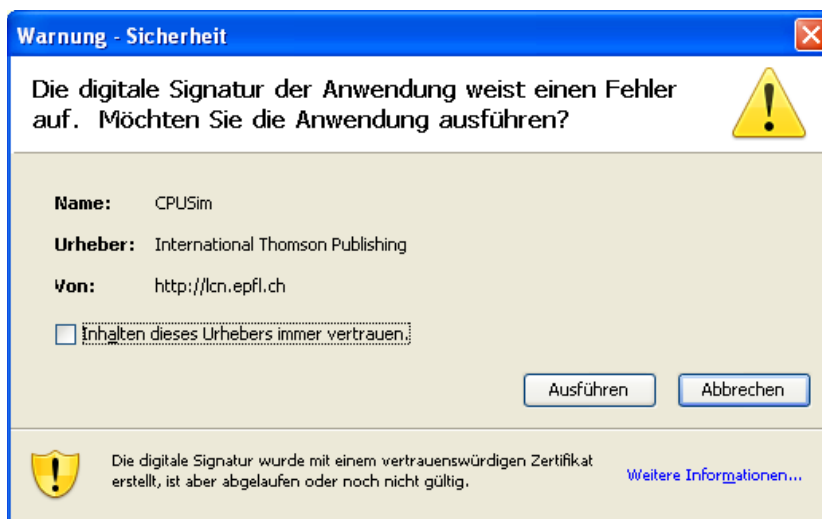 Warnung - Sicherheit
Die digitale Signatur der Anwendung weist einen Fehler
auf. Möchten Sie die Anwendung ausführen?
Name: CPUSim
Urheber: International Thomson Publishing
Von: http://lcn.epfl.ch
Inhalten dieses Urhebers immer vertrauen.
Ausführen Abbrechen
Die digitale Signatur wurde mit einem vertrauenswürdigen Zertifikat
erstellt, ist aber abgelaufen oder noch nicht gültig.
Weitere Informationen...